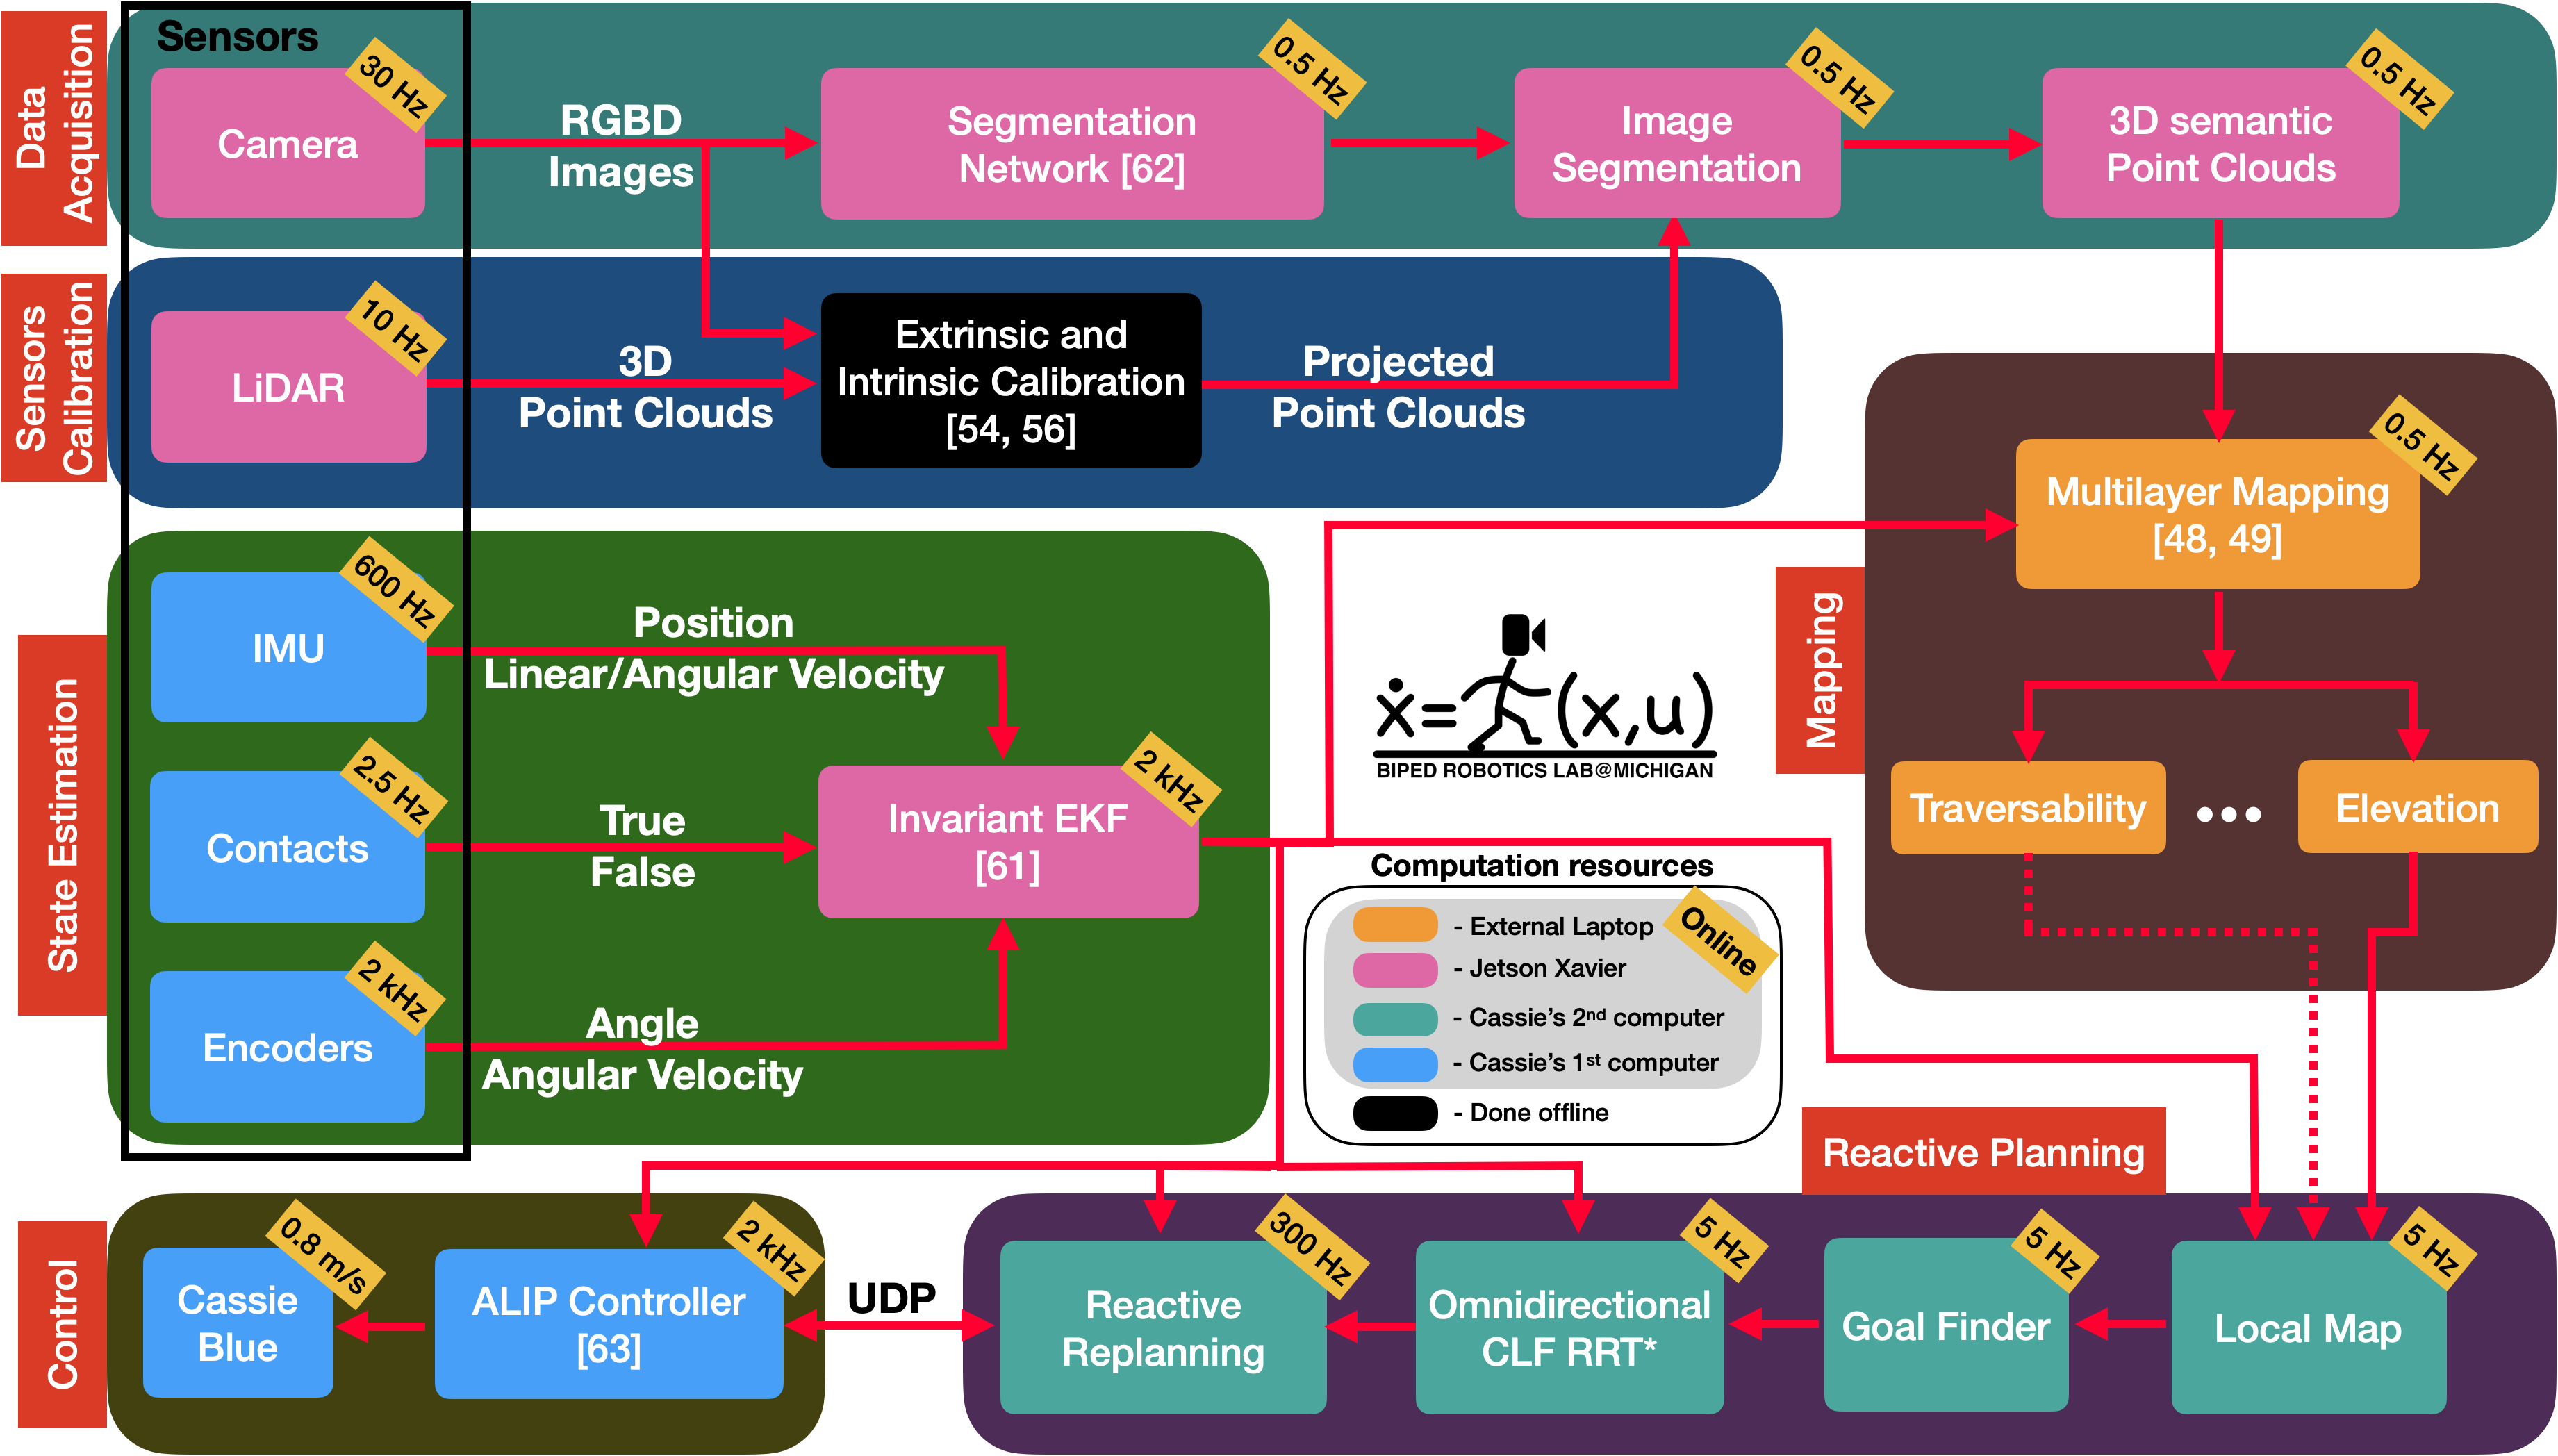 Data
Acquisition
Sensors
Camera
30 Hz
RGBD
Images
Segmentation
Network [62]
0.5 Hz
Image
Segmentation
0.5 Hz
3D semantic
Point Clouds
0.5 Hz
Sensors
Calibration
LiDAR
10 Hz
3D
Point Clouds
Extrinsic and
Intrinsic Calibration
[54, 56]
Projected
Point Clouds
State Estimation
IMU
600 Hz
Position
Linear/Angular Velocity
Contacts
2.5 Hz
True
False
Encoders
2 kHz
Angle
Angular Velocity
Invariant EKF
[61]
2 kHz
ẋ= (x,u)
BIPED ROBOTICS LAB@MICHIGAN
Mapping
Multilayer Mapping
[48, 49]
0.5 Hz
Traversability
•••
Elevation
Computation resources
Online
- External Laptop
- Jetson Xavier
- Cassie’s 2nd computer
- Cassie’s 1st computer
- Done offline
Control
Cassie
Blue
0.8 m/s
ALIP Controller
[63]
2 kHz
UDP
Reactive Planning
Reactive
Replanning
300 Hz
Omnidirectional
CLF RRT*
5 Hz
Goal Finder
5 Hz
Local Map
5 Hz